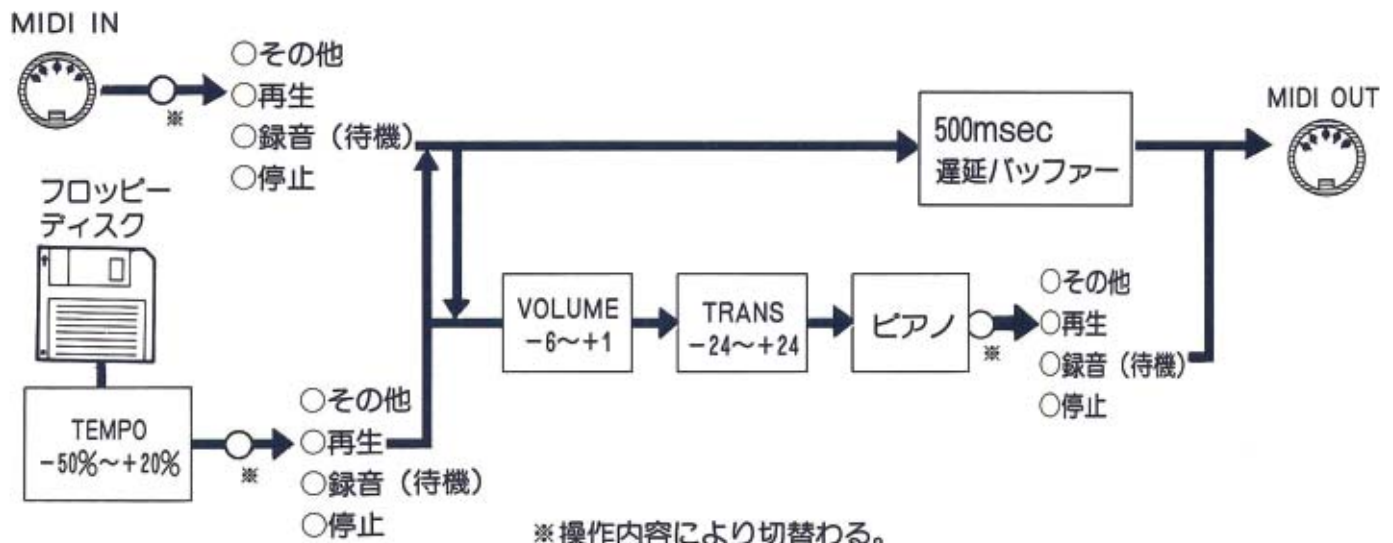 MIDI IN
○その他
○再生
○録音（待機）
○停止
※
500msec
遅延バッファー
MIDI OUT
フロッピー
ディスク
TEMPO
-50%〜+20%
※
○その他
○再生
○録音（待機）
○停止
VOLUME
-6〜+1
TRANS
-24〜+24
ピアノ
※
○その他
○再生
○録音（待機）
○停止
※操作内容により切替わる。